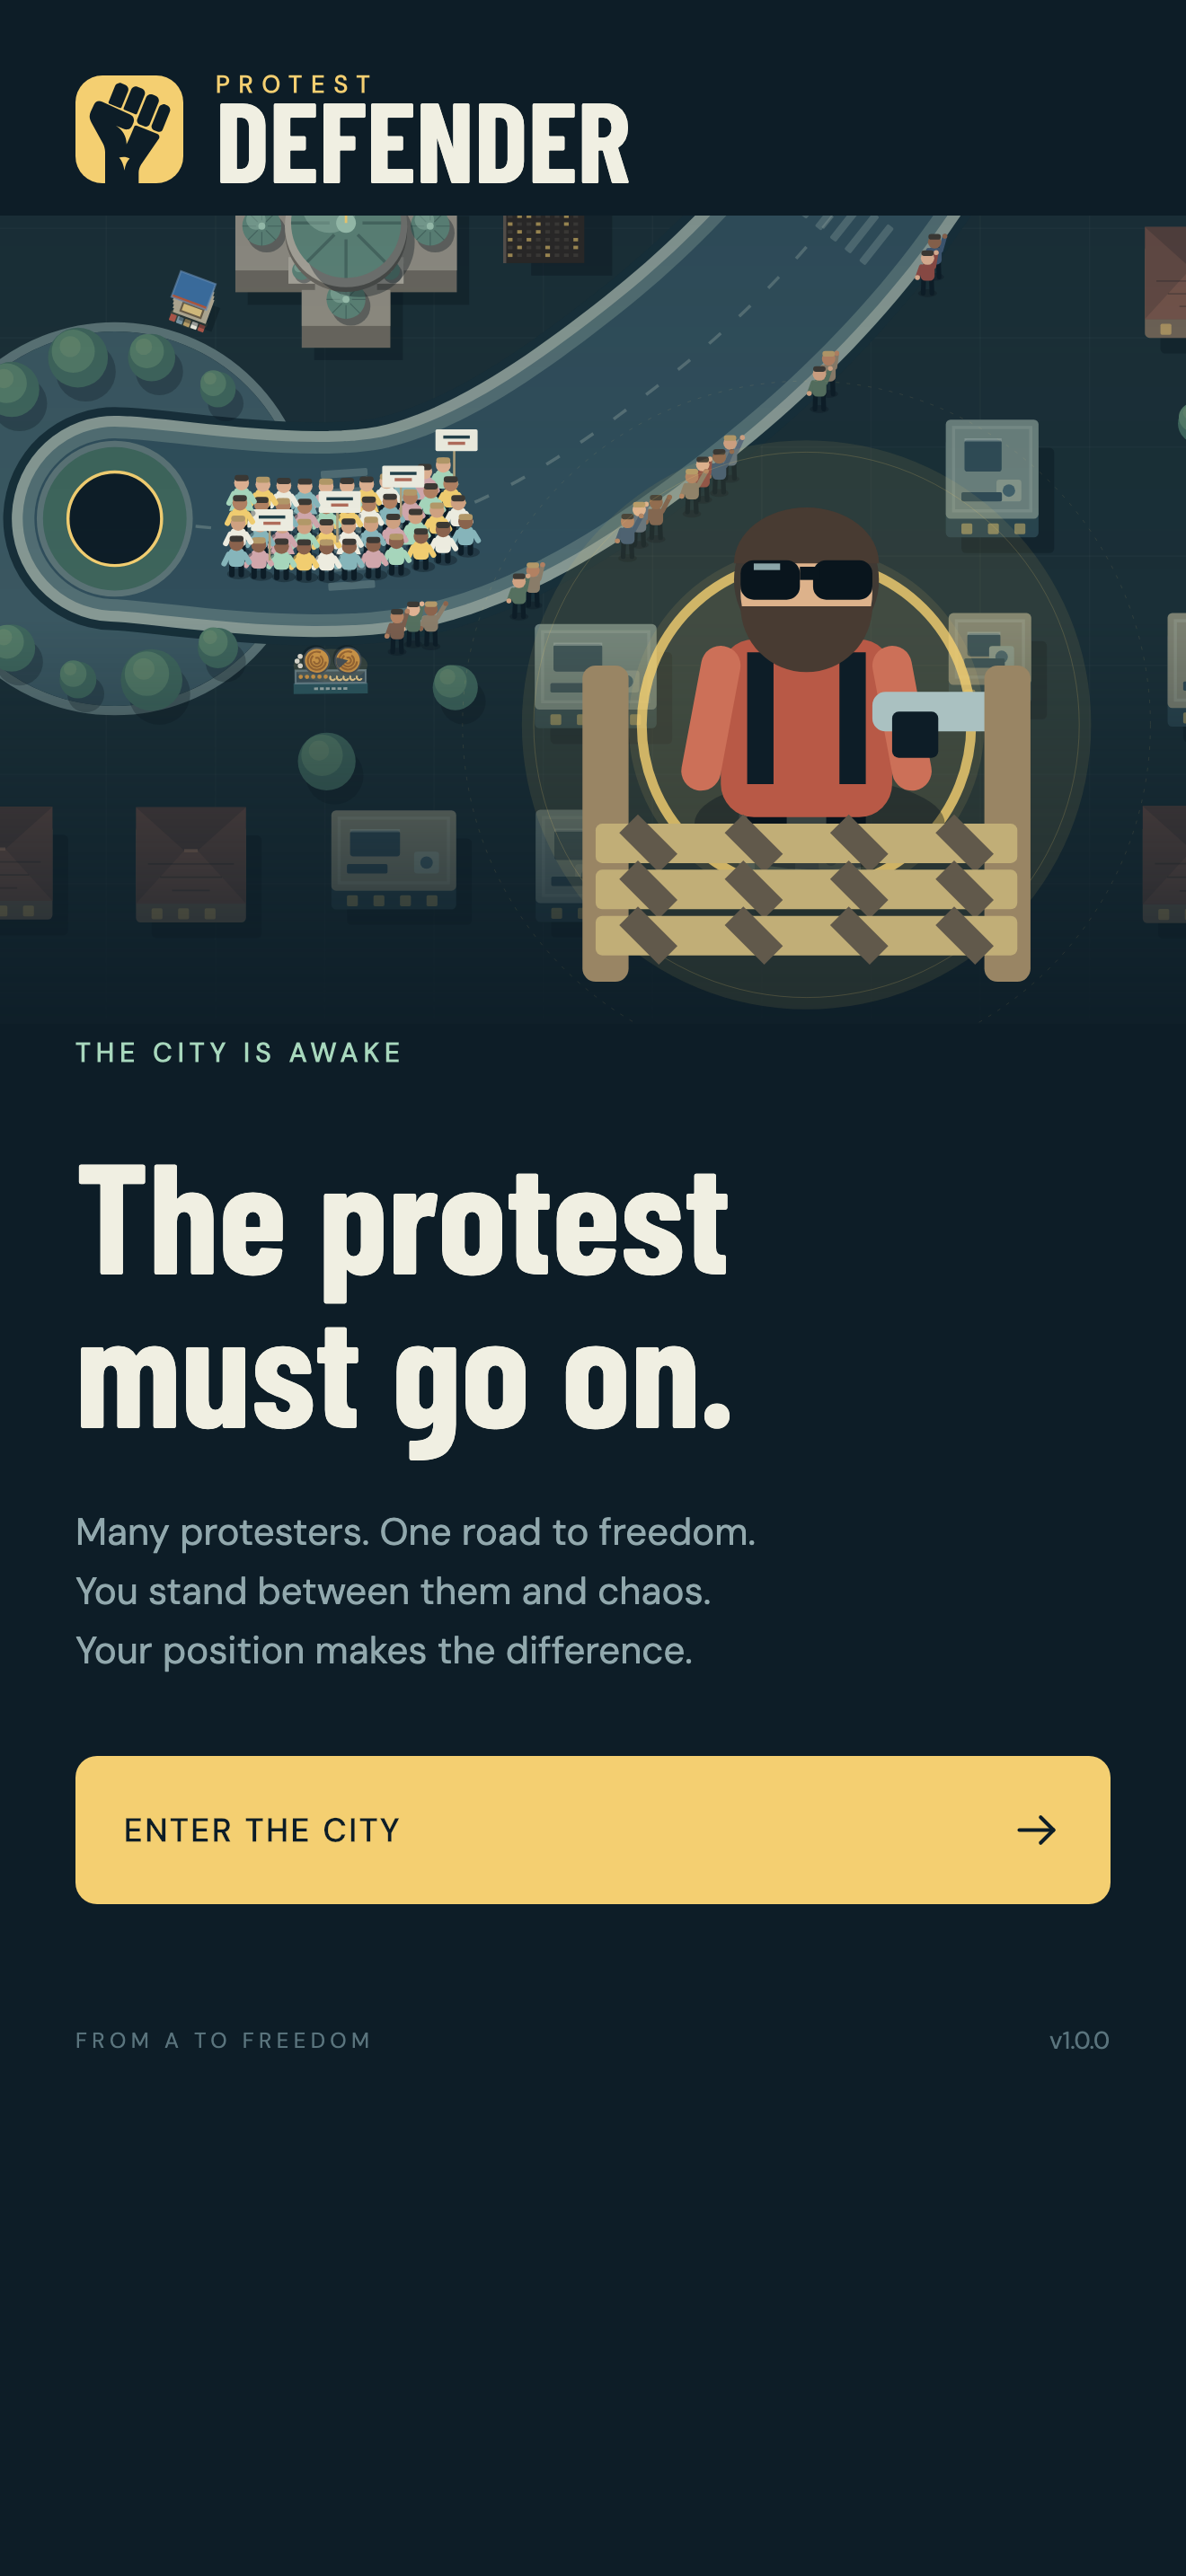 PROTEST
DEFENDER
THE CITY IS AWAKE
The protest
must go on.
Many protesters. One road to freedom.
You stand between them and chaos.
Your position makes the difference.
ENTER THE CITY
FROM A TO FREEDOM
v1.0.0